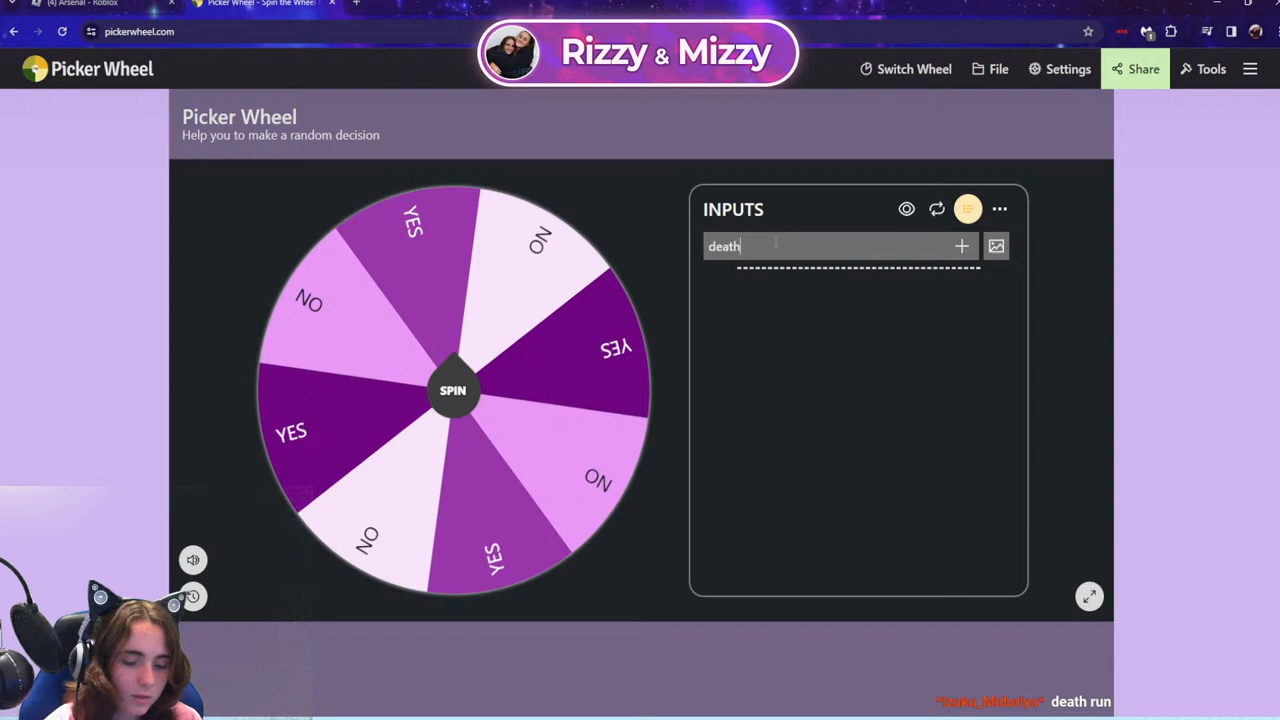 (4) Arsenal - Roblox
Picker Wheel - Spin the Wheel
pickerwheel.com
Rizzy & Mizzy
Picker Wheel
Switch Wheel
File
Settings
Share
Tools
Picker Wheel
Help you to make a random decision
YES
NO
YES
NO
YES
NO
YES
NO
SPIN
INPUTS
death
*Izuku_Midoriya* death run